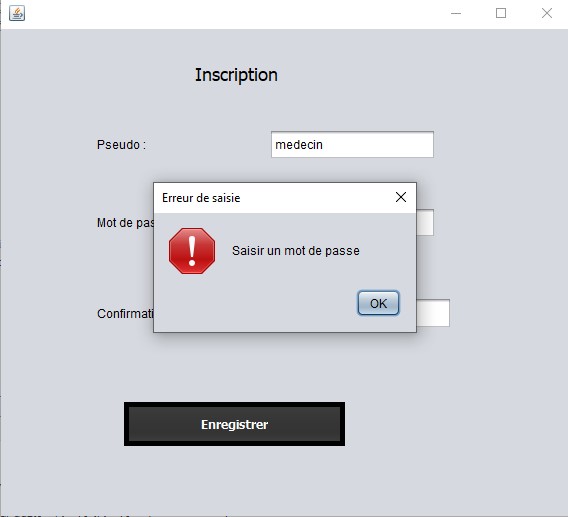 Inscription
Pseudo :
medecin
Erreur de saisie
Mot de pas
Saisir un mot de passe
OK
Confirmati
Enregistrer